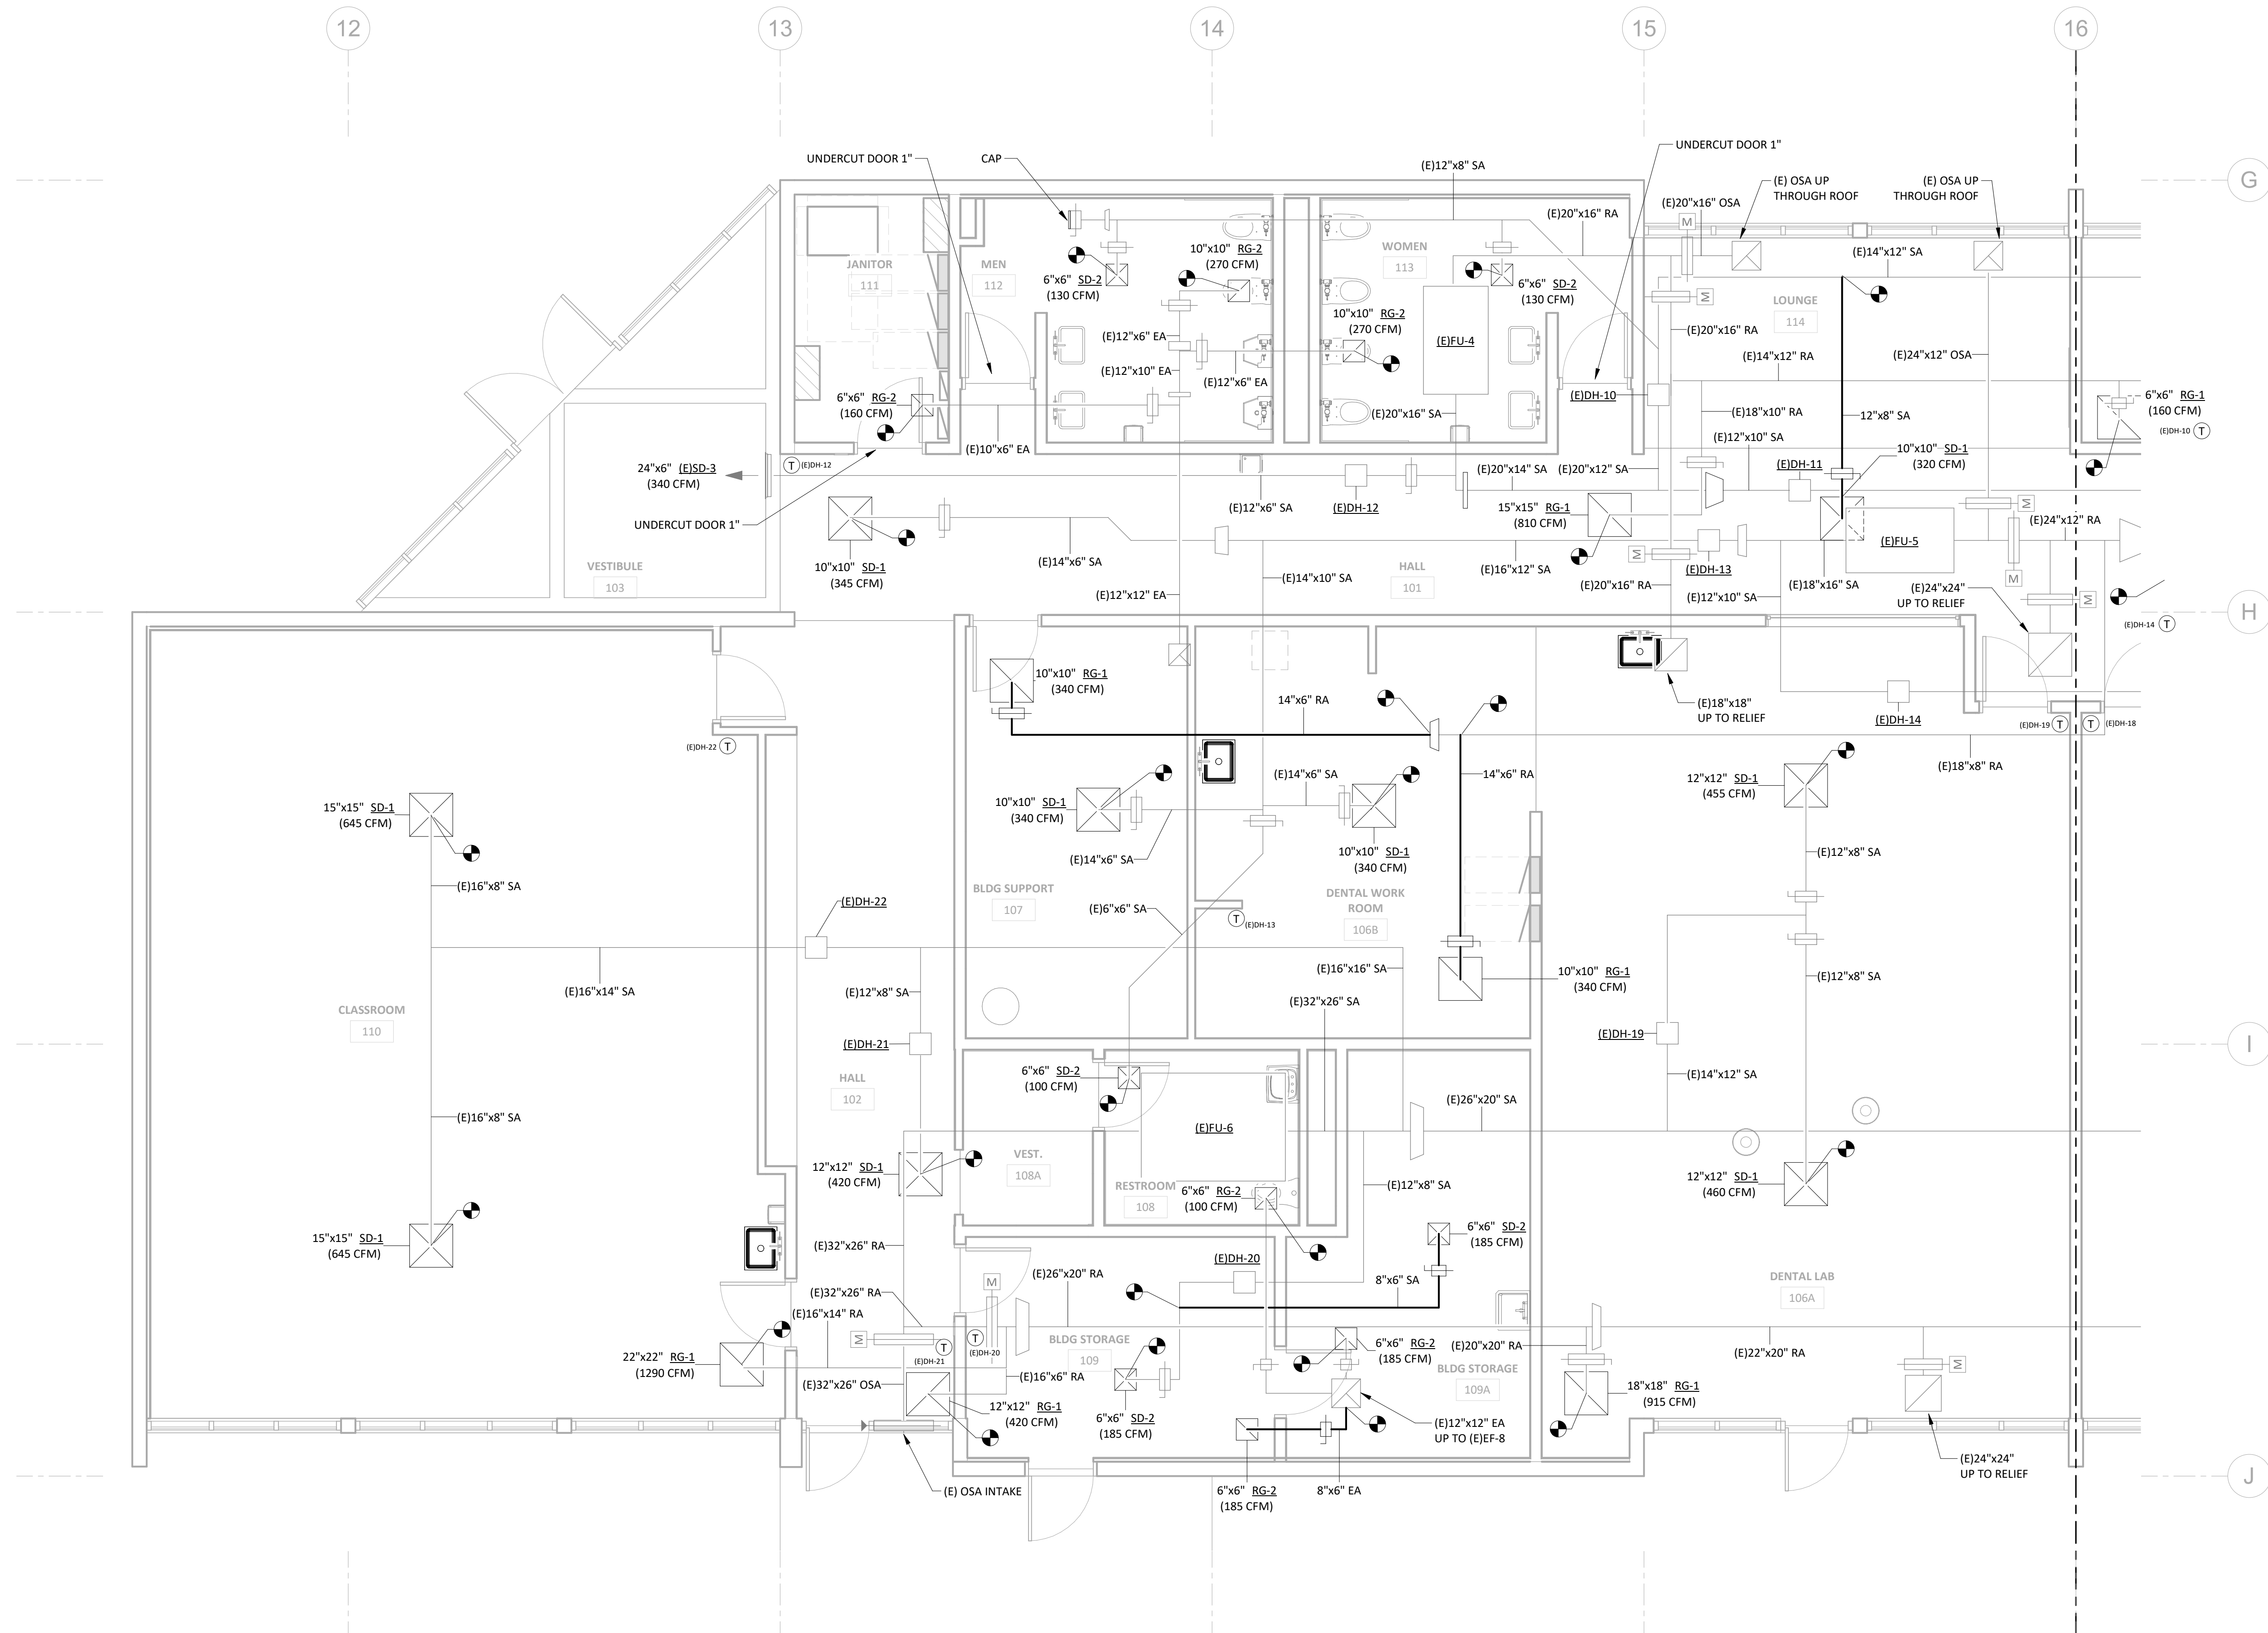 12
13
14
15
16
UNDERCUT DOOR 1"
CAP
(E)12"x8" SA
UNDERCUT DOOR 1"
(E) OSA UP
THROUGH ROOF
(E) OSA UP
THROUGH ROOF
G
(E)20"x16" OSA
(E)20"x16" RA
M
10"x10" RG-2
(270 CFM)
WOMEN
113
(E)14"x12" SA
JANITOR
111
MEN
112
6"x6" SD-2
(130 CFM)
6"x6" SD-2
(130 CFM)
M
LOUNGE
114
10"x10" RG-2
(270 CFM)
(E)FU-4
(E)20"x16" RA
(E)12"x6" EA
(E)14"x12" RA
(E)24"x12" OSA
(E)12"x10" EA
(E)12"x6" EA
(E)DH-10
6"x6" RG-2
(160 CFM)
6"x6" RG-1
(160 CFM)
(E)20"x16" SA
(E)18"x10" RA
12"x8" SA
(E)DH-10
T
(E)10"x6" EA
(E)12"x10" SA
10"x10" SD-1
(320 CFM)
24"x6" (E)SD-3
(340 CFM)
T
(E)DH-12
(E)20"x14" SA
(E)20"x12" SA
(E)DH-11
(E)12"x6" SA
(E)DH-12
15"x15" RG-1
(810 CFM)
M
UNDERCUT DOOR 1"
(E)24"x12" RA
(E)FU-5
10"x10" SD-1
(345 CFM)
(E)14"x6" SA
VESTIBULE
103
(E)14"x10" SA
HALL
101
(E)16"x12" SA
M
(E)DH-13
(E)20"x16" RA
(E)18"x16" SA
M
(E)24"x24"
UP TO RELIEF
M
(E)12"x12" EA
(E)12"x10" SA
H
(E)DH-14
T
10"x10" RG-1
(340 CFM)
14"x6" RA
(E)18"x18"
UP TO RELIEF
(E)DH-14
(E)DH-19
T
T
(E)DH-18
(E)DH-22
T
(E)18"x8" RA
(E)14"x6" SA
14"x6" RA
12"x12" SD-1
(455 CFM)
15"x15" SD-1
(645 CFM)
10"x10" SD-1
(340 CFM)
(E)14"x6" SA
10"x10" SD-1
(340 CFM)
(E)12"x8" SA
(E)16"x8" SA
BLDG SUPPORT
107
DENTAL WORK
ROOM
106B
(E)DH-22
(E)6"x6" SA
T
(E)DH-13
(E)16"x14" SA
(E)12"x8" SA
(E)16"x16" SA
10"x10" RG-1
(340 CFM)
(E)12"x8" SA
CLASSROOM
110
(E)32"x26" SA
(E)DH-21
(E)DH-19
I
HALL
102
6"x6" SD-2
(100 CFM)
(E)14"x12" SA
(E)16"x8" SA
(E)26"x20" SA
(E)FU-6
VEST.
108A
12"x12" SD-1
(420 CFM)
RESTROOM
108
6"x6" RG-2
(100 CFM)
(E)12"x8" SA
12"x12" SD-1
(460 CFM)
15"x15" SD-1
(645 CFM)
(E)32"x26" RA
(E)DH-20
6"x6" SD-2
(185 CFM)
(E)26"x20" RA
8"x6" SA
DENTAL LAB
106A
M
(E)32"x26" RA
(E)16"x14" RA
M
T
(E)DH-21
T
(E)DH-20
BLDG STORAGE
109
6"x6" RG-2
(185 CFM)
(E)20"x20" RA
(E)22"x20" RA
22"x22" RG-1
(1290 CFM)
BLDG STORAGE
109A
M
(E)32"x26" OSA
(E)16"x6" RA
18"x18" RG-1
(915 CFM)
12"x12" RG-1
(420 CFM)
6"x6" SD-2
(185 CFM)
(E)12"x12" EA
UP TO (E)EF-8
(E)24"x24"
UP TO RELIEF
(E) OSA INTAKE
6"x6" RG-2
(185 CFM)
8"x6" EA
J